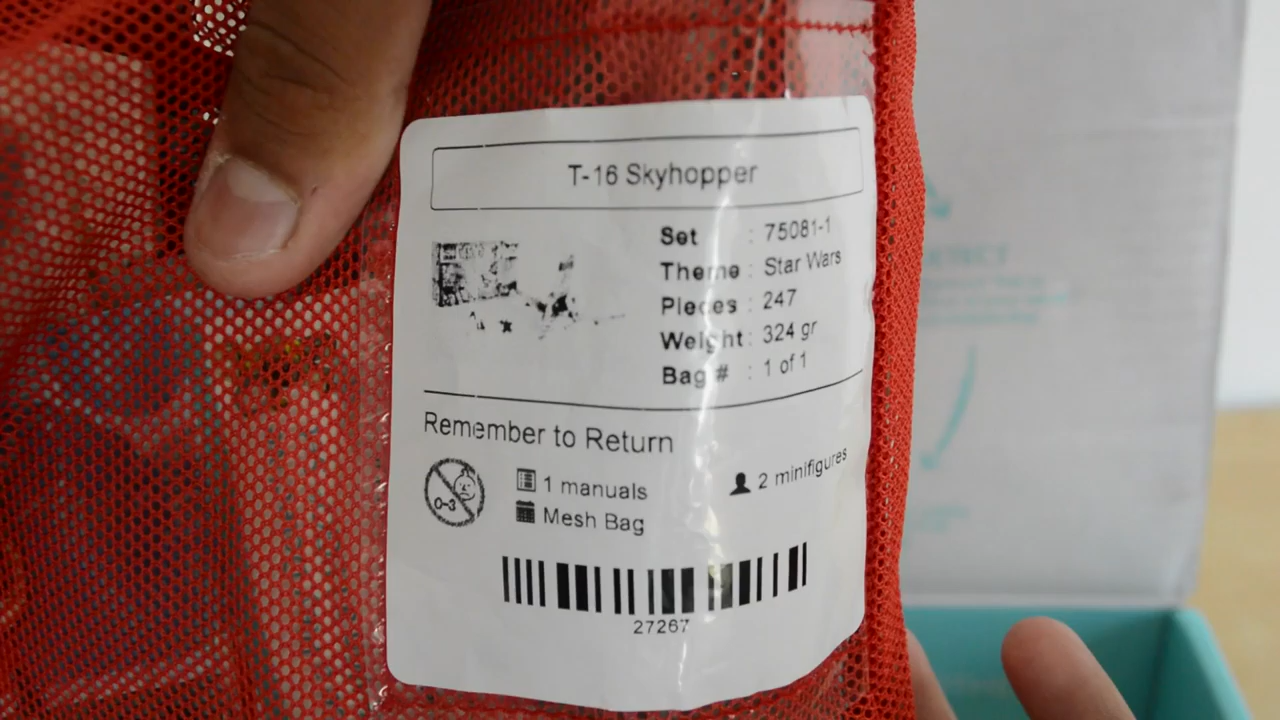 T-16 Skyhopper
Set : 75081-1
Theme : Star Wars
Pieces : 247
Weight : 324 gr
Bag # : 1 of 1
Remember to Return
0-3
1 manuals
2 minifigures
Mesh Bag
27267